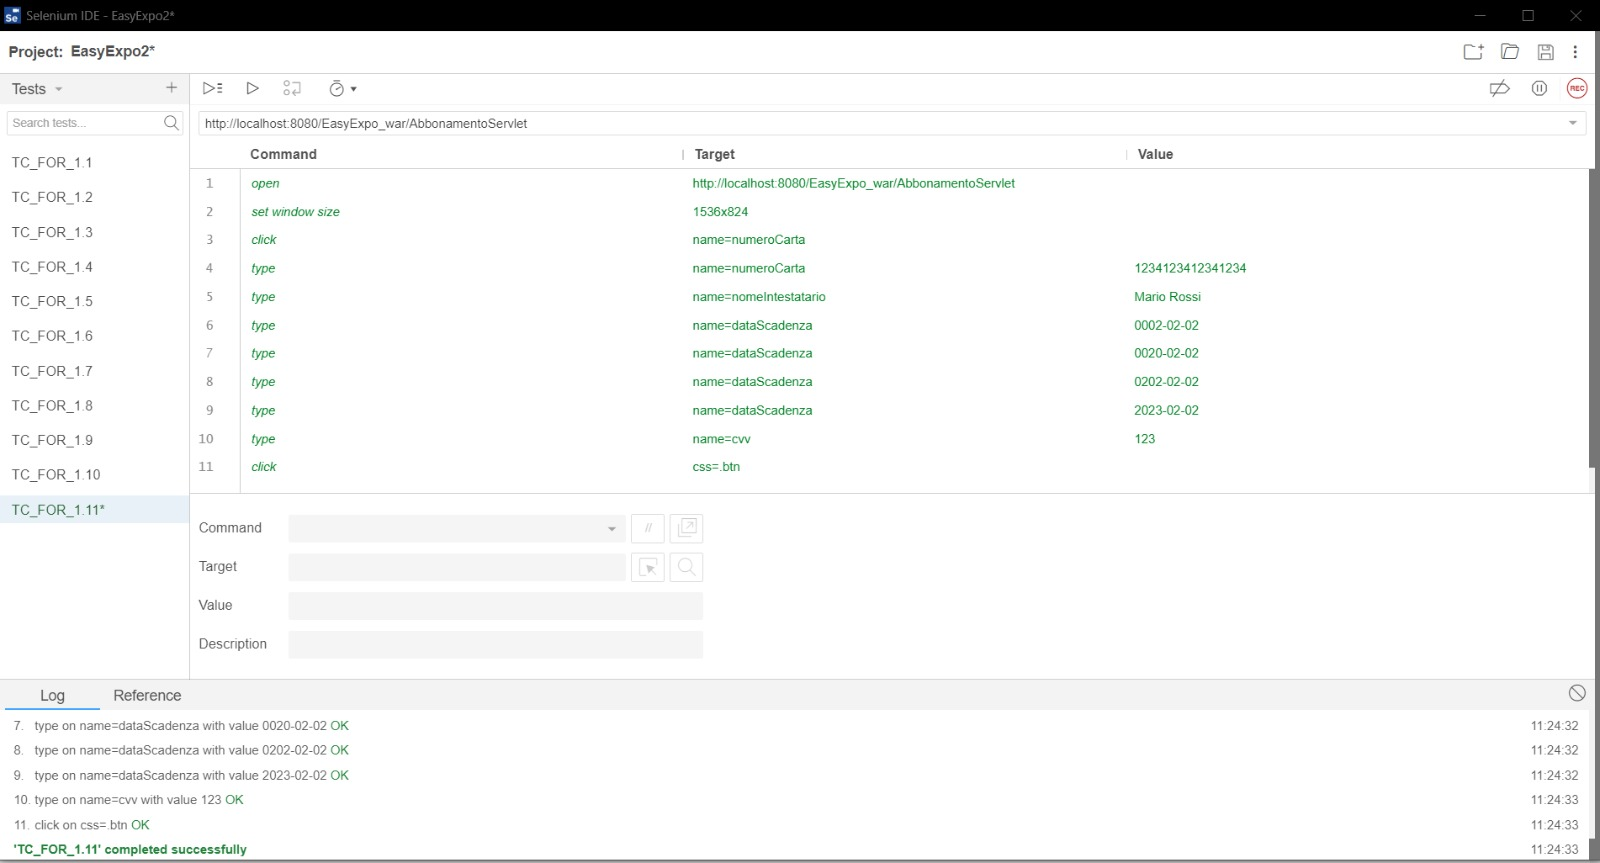 Se Selenium IDE - EasyExpo2*
Project: EasyExpo2*
Tests
Search tests...
TC_FOR_1.1
TC_FOR_1.2
TC_FOR_1.3
TC_FOR_1.4
TC_FOR_1.5
TC_FOR_1.6
TC_FOR_1.7
TC_FOR_1.8
TC_FOR_1.9
TC_FOR_1.10
TC_FOR_1.11*
REC
http://localhost:8080/EasyExpo_war/AbbonamentoServlet
Command Target Value
1 open http://localhost:8080/EasyExpo_war/AbbonamentoServlet
2 set window size 1536x824
3 click name=numeroCarta
4 type name=numeroCarta 1234123412341234
5 type name=nomeIntestatario Mario Rossi
6 type name=dataScadenza 0002-02-02
7 type name=dataScadenza 0020-02-02
8 type name=dataScadenza 0202-02-02
9 type name=dataScadenza 2023-02-02
10 type name=cvv 123
11 click css=.btn
Command //
Target
Value
Description
Log Reference
7. type on name=dataScadenza with value 0020-02-02 OK 11:24:32
8. type on name=dataScadenza with value 0202-02-02 OK 11:24:32
9. type on name=dataScadenza with value 2023-02-02 OK 11:24:32
10. type on name=cvv with value 123 OK 11:24:33
11. click on css=.btn OK 11:24:33
'TC_FOR_1.11' completed successfully 11:24:33